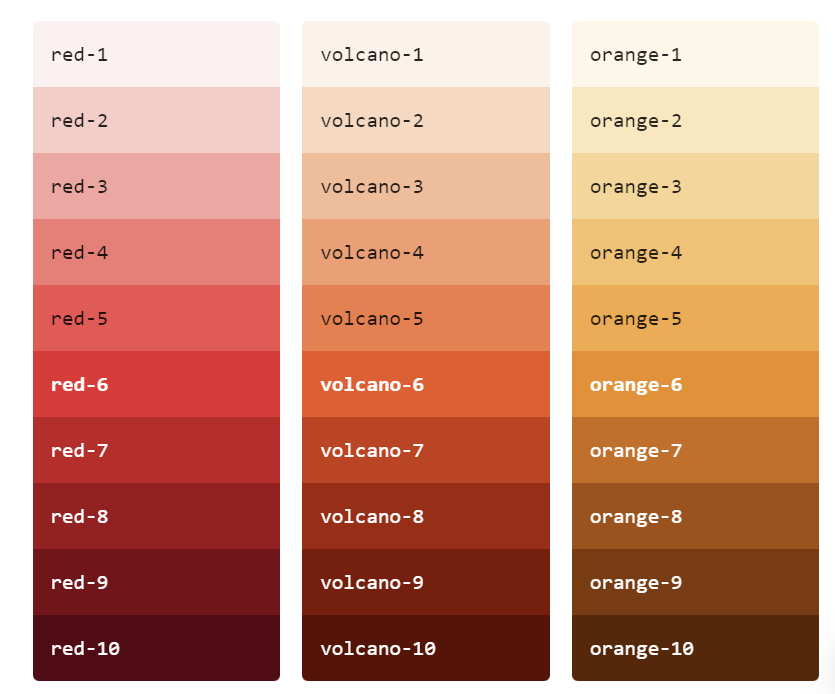 red-1
red-2
red-3
red-4
red-5
red-6
red-7
red-8
red-9
red-10
volcano-1
volcano-2
volcano-3
volcano-4
volcano-5
volcano-6
volcano-7
volcano-8
volcano-9
volcano-10
orange-1
orange-2
orange-3
orange-4
orange-5
orange-6
orange-7
orange-8
orange-9
orange-10